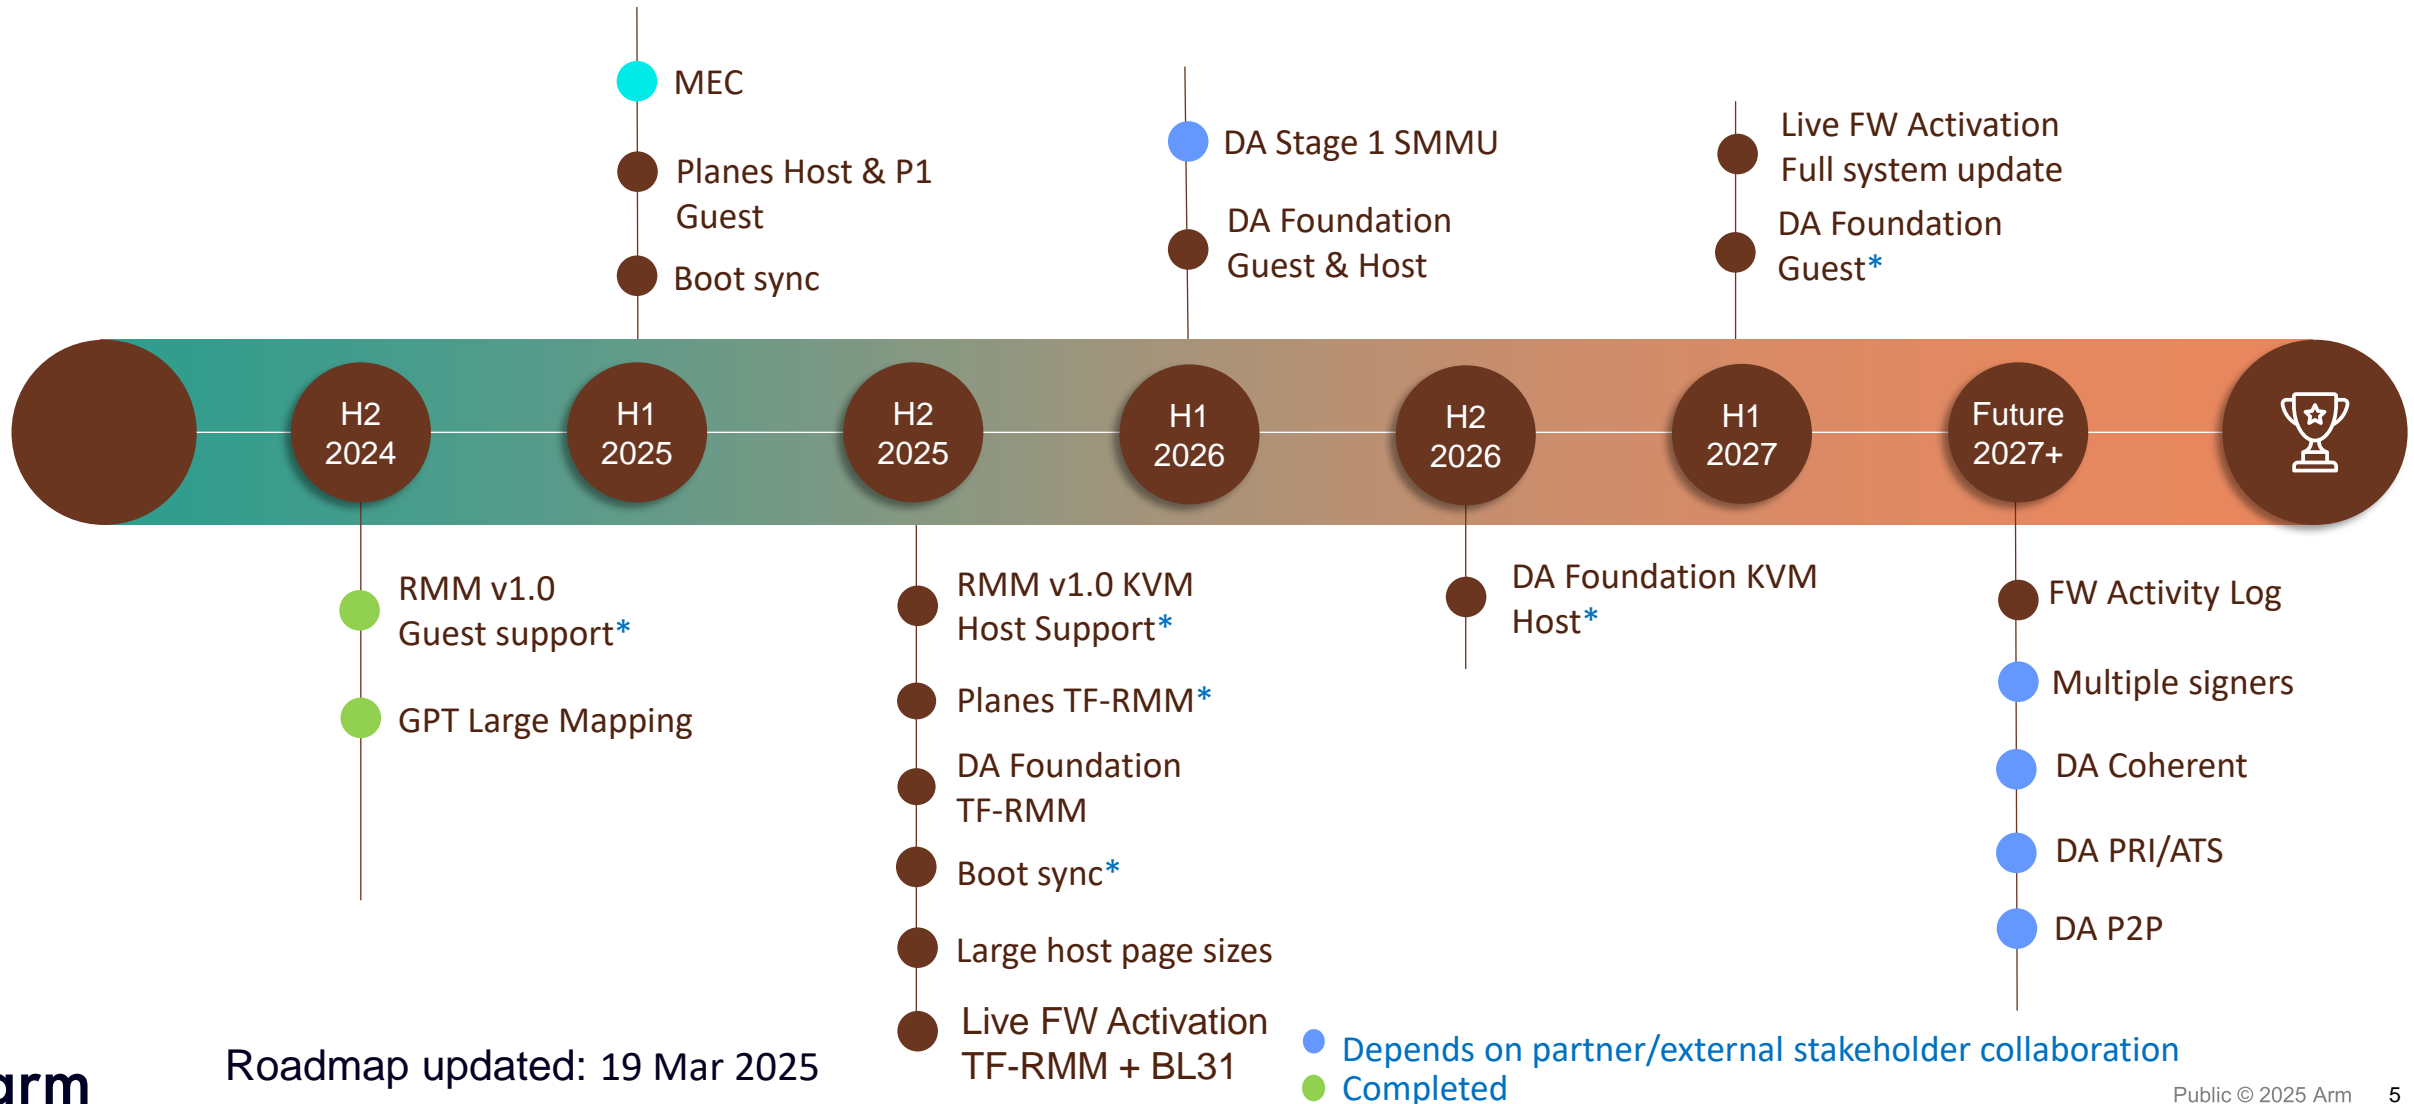 MEC
Planes Host & P1
Guest
Boot sync
DA Stage 1 SMMU
DA Foundation
Guest & Host
Live FW Activation
Full system update
DA Foundation
Guest*
H2
2024
H1
2025
H2
2025
H1
2026
H2
2026
H1
2027
Future
2027+
RMM v1.0
Guest support*
GPT Large Mapping
RMM v1.0 KVM
Host Support*
Planes TF-RMM*
DA Foundation
TF-RMM
Boot sync*
Large host page sizes
Live FW Activation
TF-RMM + BL31
DA Foundation KVM
Host*
FW Activity Log
Multiple signers
DA Coherent
DA PRI/ATS
DA P2P
Depends on partner/external stakeholder collaboration
Completed
Roadmap updated: 19 Mar 2025
arm
Public © 2025 Arm 5